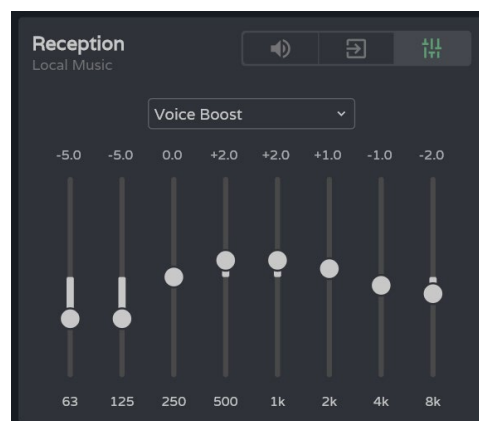 Reception
Local Music
Voice Boost
-5.0 -5.0 0.0 +2.0 +2.0 +1.0 -1.0 -2.0
63 125 250 500 1k 2k 4k 8k